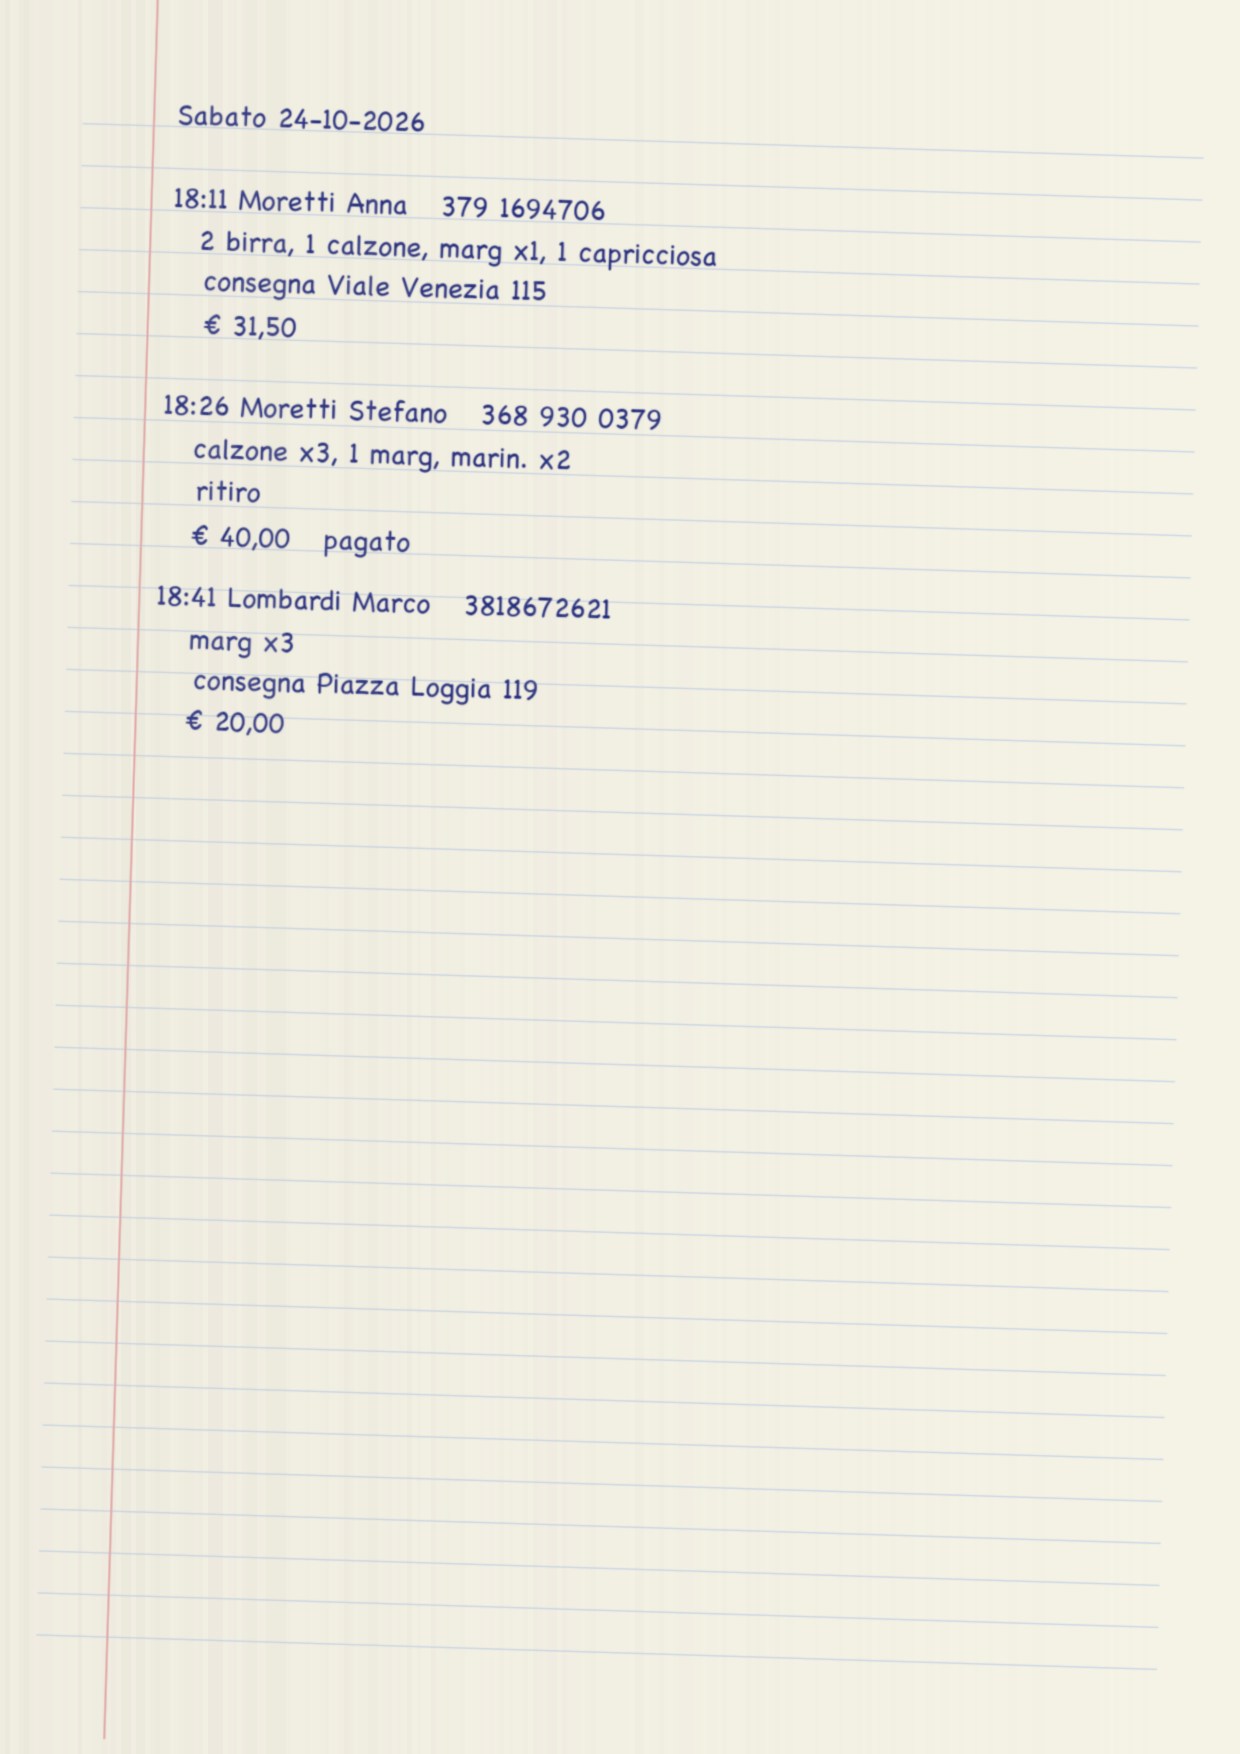 Sabato 24-10-2026
18:11 Moretti Anna 379 1694706
2 birra, 1 calzone, marg x1, 1 capricciosa
consegna Viale Venezia 115
€ 31,50
18:26 Moretti Stefano 368 930 0379
calzone x3, 1 marg, marin. x2
ritiro
€ 40,00 pagato
18:41 Lombardi Marco 3818672621
marg x3
consegna Piazza Loggia 119
€ 20,00